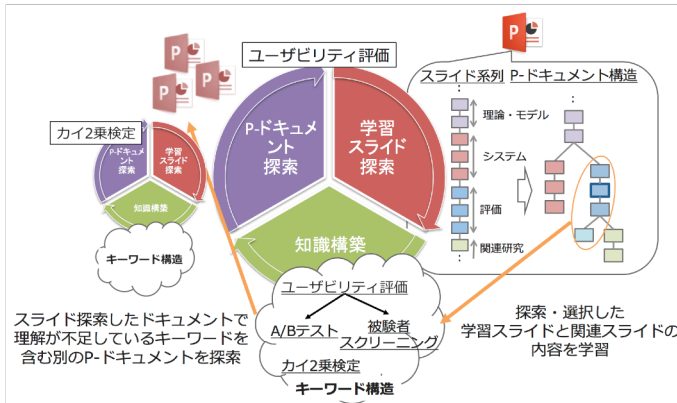 P
P
P
P
ユーザビリティ評価
スライド系列
P-ドキュメント構造
:
:
理論・モデル
システム
評価
関連研究
:
カイ2乗検定
P-ドキュメント
探索
学習
スライド
探索
知識構築
キーワード構造
P-ドキュメ
ント
探索
学習
スライド
探索
知識構築
ユーザビリティ評価
A/Bテスト
被験者
スクリーニング
カイ2乗検定
キーワード構造
スライド探索したドキュメントで
理解が不足しているキーワードを
含む別のP-ドキュメントを探索
探索・選択した
学習スライドと関連スライドの
内容を学習